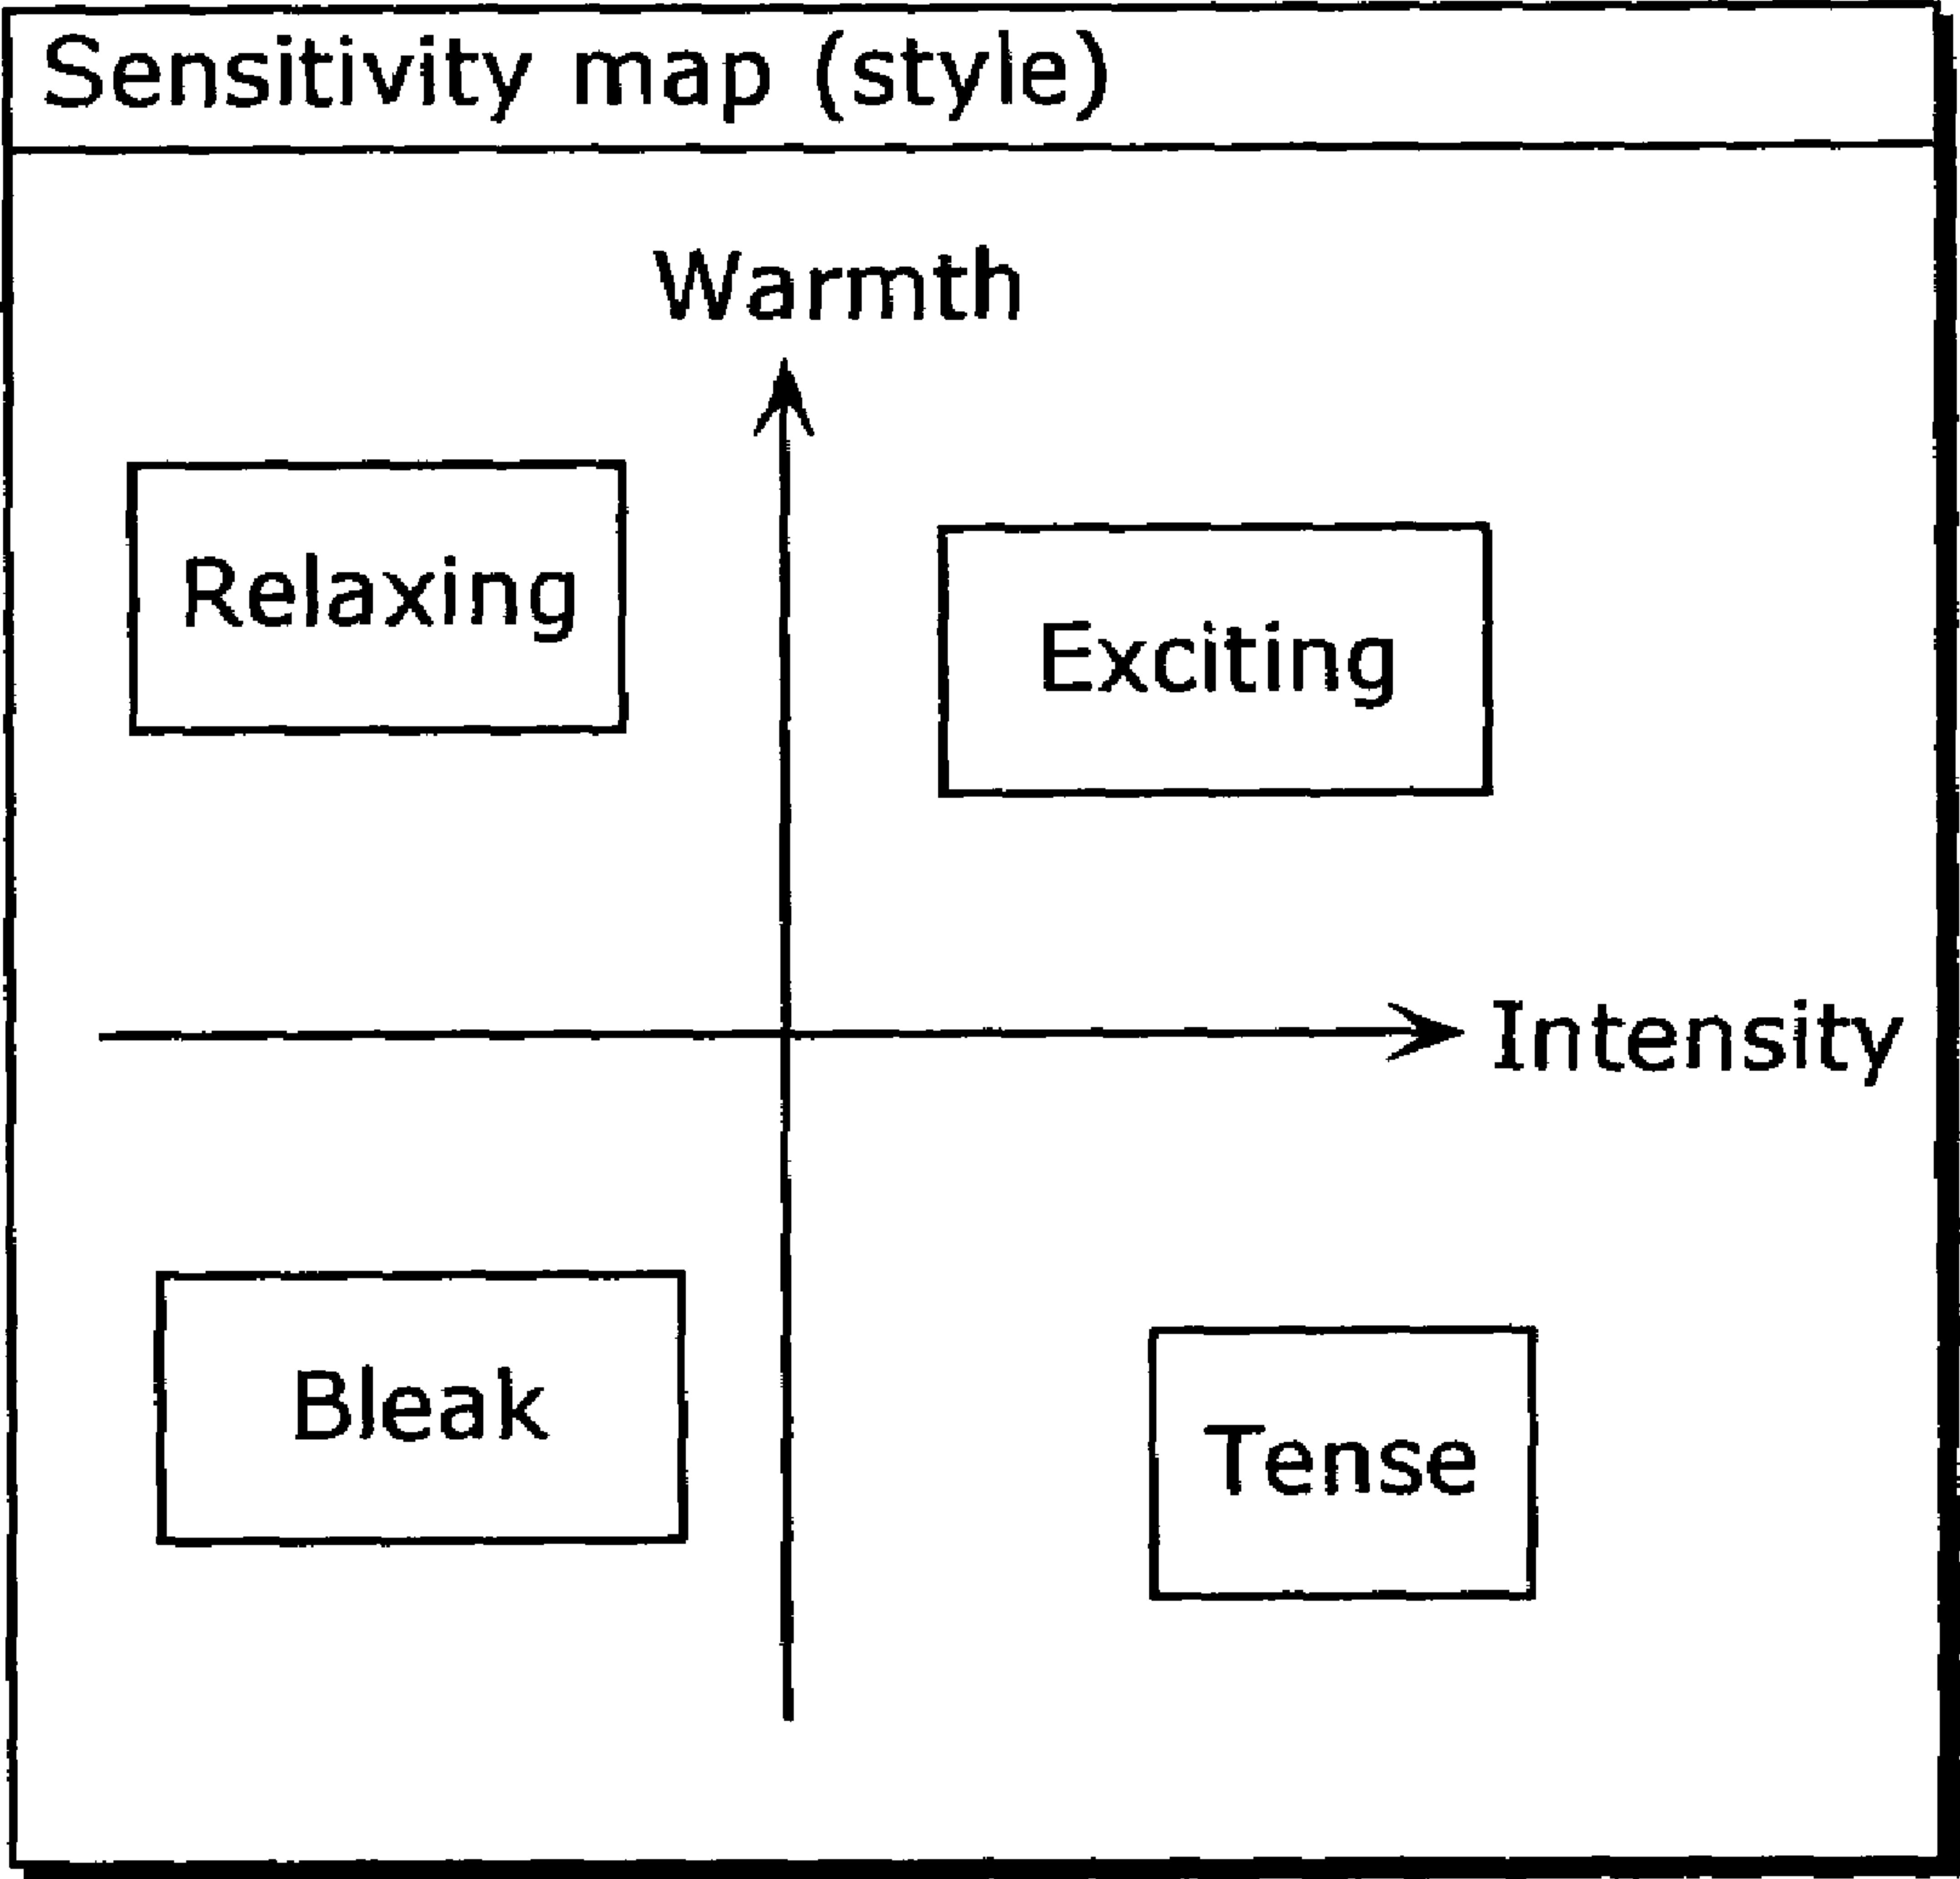 Sensitivity map (style)
Warmth
Relaxing
Exciting
Intensity
Bleak
Tense